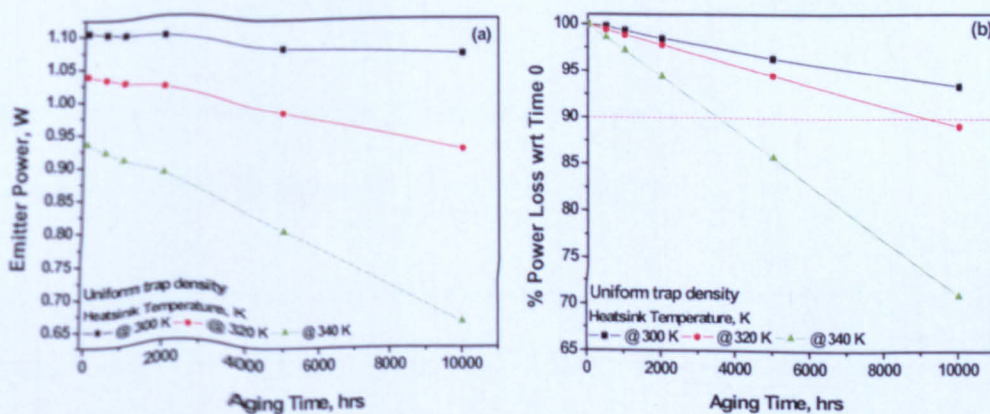 (a)
1.10
1.05
1.00
0.95
0.90
0.85
0.80
0.75
0.70
0.65
Emitter Power, W
Uniform trap density
Heatsink Temperature, K
@ 300 K @ 320 K @ 340 K
0 2000 4000 6000 8000 10000
Aging Time, hrs
(b)
100
95
90
85
80
75
70
65
% Power Loss wrt Time 0
Uniform trap density
Heatsink Temperature, K
@ 300 K @320 K @ 340 K
0 2000 4000 6000 8000 10000
Aging Time, hrs